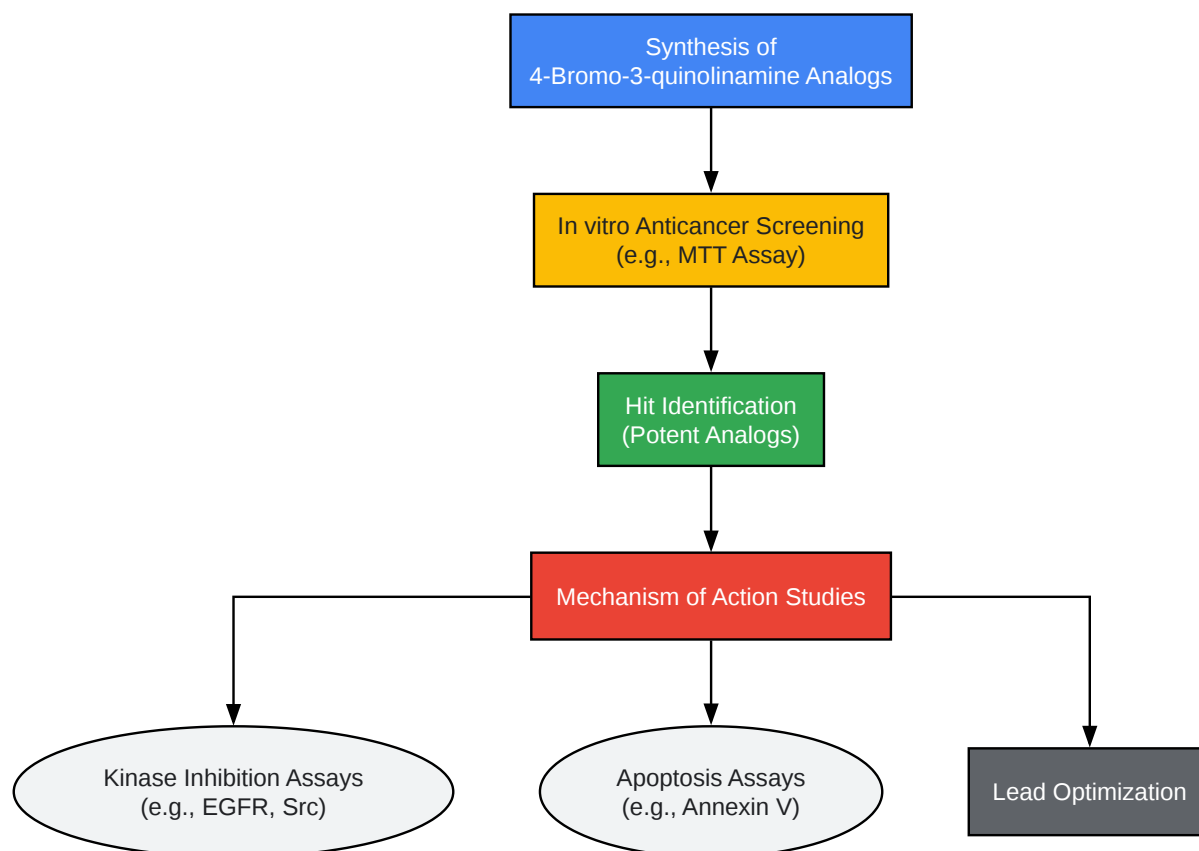 Synthesis of
4-Bromo-3-quinolinamine Analogs
In vitro Anticancer Screening
(e.g., MTT Assay)
Hit Identification
(Potent Analogs)
Mechanism of Action Studies
Kinase Inhibition Assays
(e.g., EGFR, Src)
Apoptosis Assays
(e.g., Annexin V)
Lead Optimization